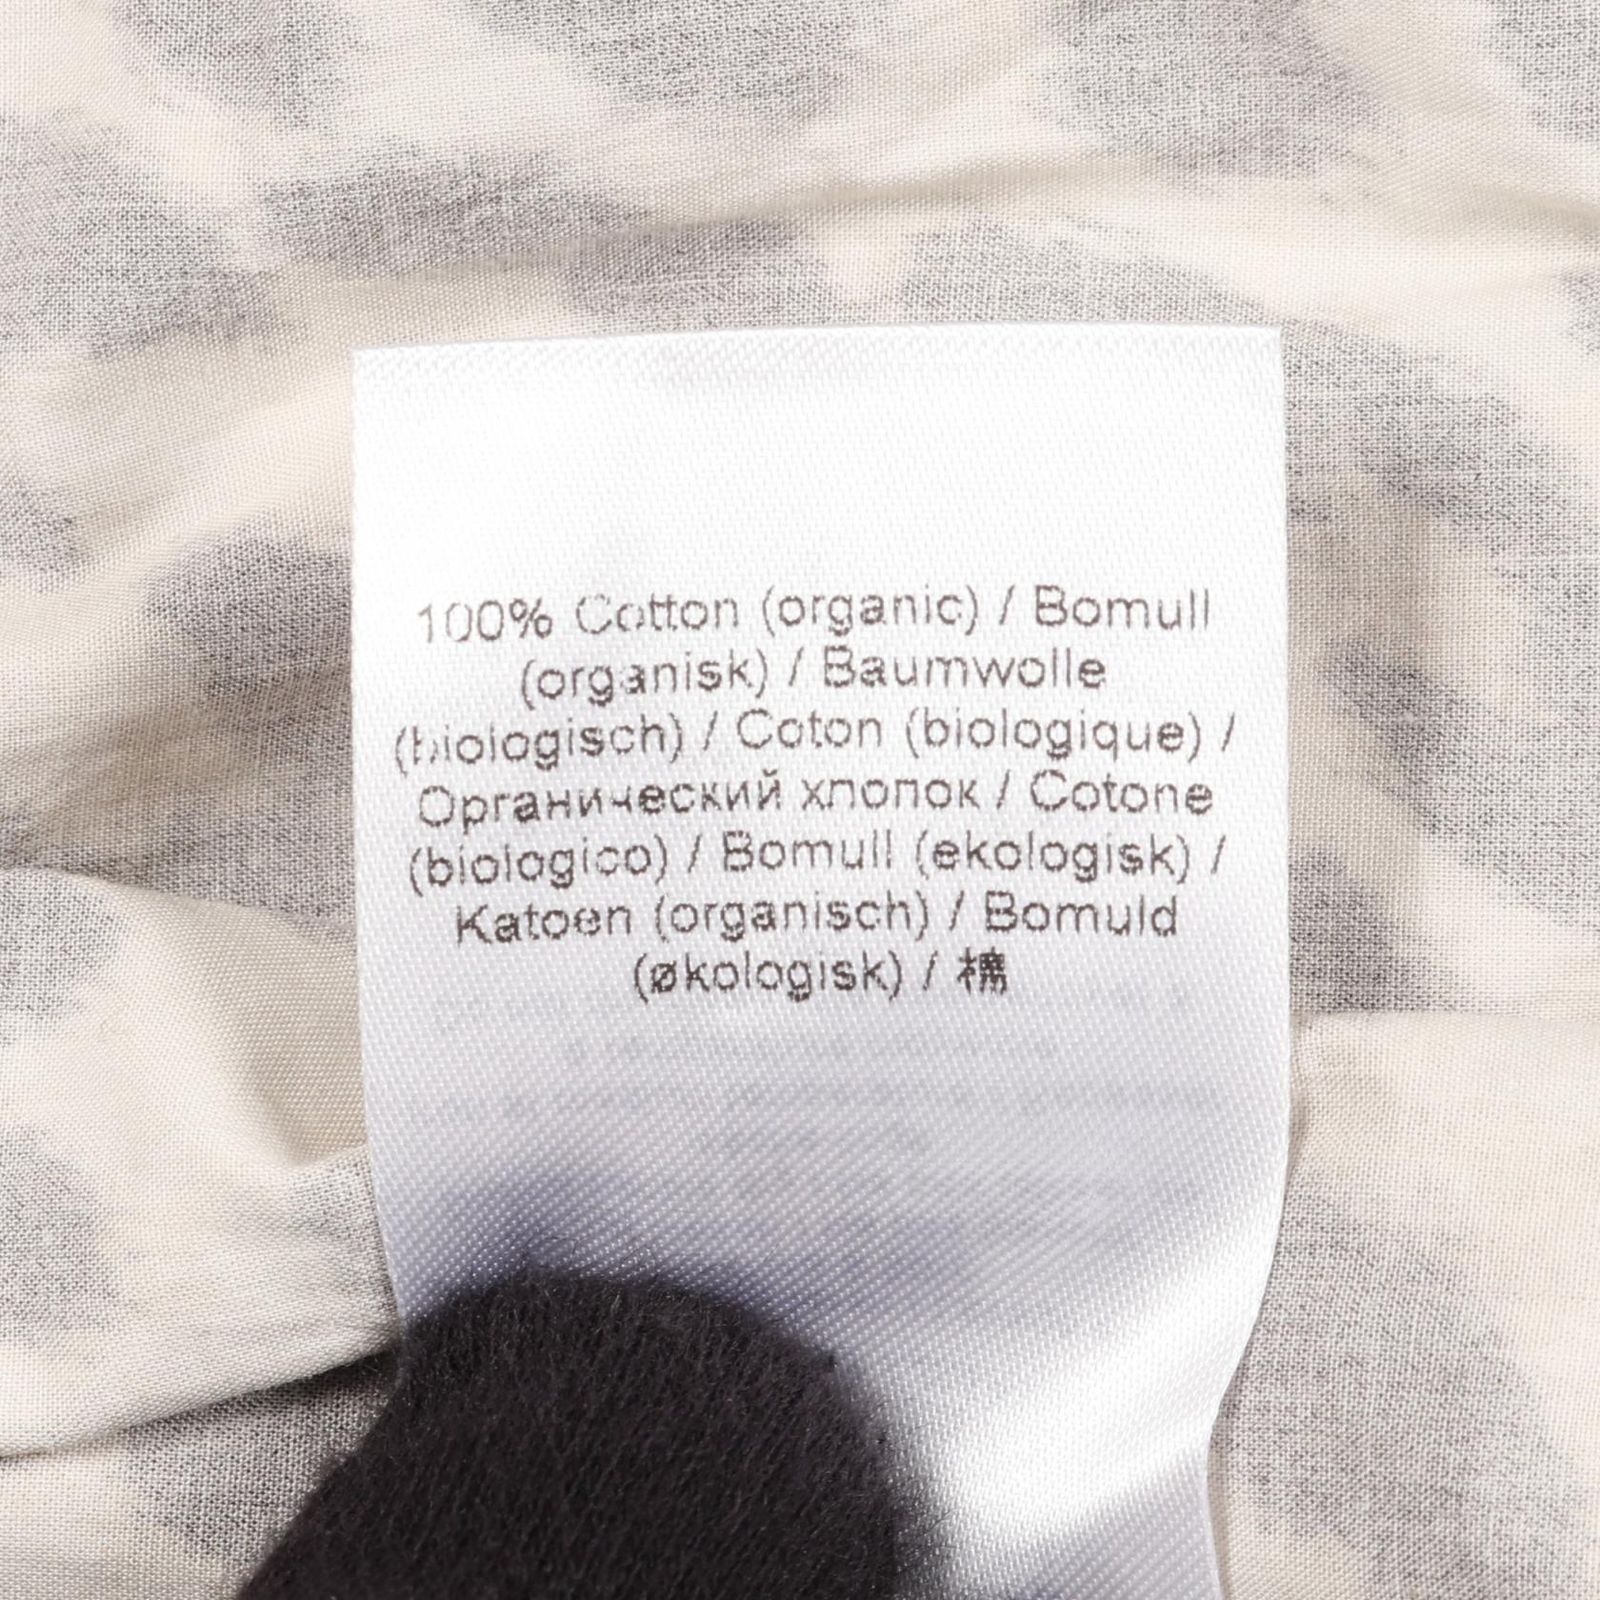 100% Cotton (organic) / Bomull
(organisk) / Baumwolle
(biologisch) / Coton (biologique) /
Органический хлопок / Cotone
(biologico) / Bomull (ekologisk) /
Katoen (organisch) / Bomuld
(økologisk) / 棉